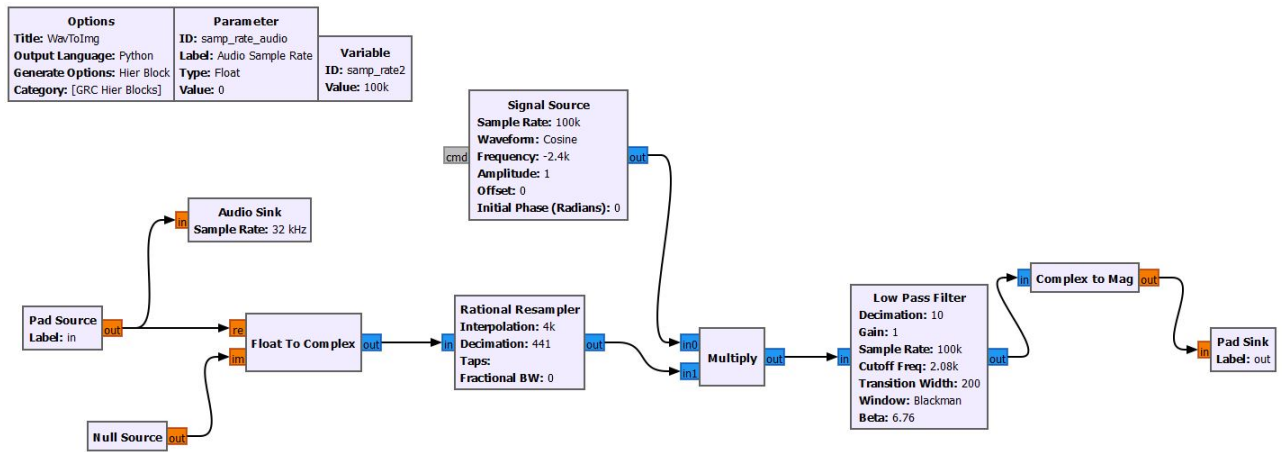 Options
Title: WavToImg
Output Language: Python
Generate Options: Hier Block
Category: [GRC Hier Blocks]
Parameter
ID: samp_rate_audio
Label: Audio Sample Rate
Type: Float
Value: 0
Variable
ID: samp_rate2
Value: 100k
Signal Source
Sample Rate: 100k
Waveform: Cosine
Frequency: -2.4k
Amplitude: 1
Offset: 0
Initial Phase (Radians): 0
cmd
out
in
Audio Sink
Sample Rate: 32 kHz
Pad Source
Label: in
out
re
im
Float To Complex
out
Null Source
out
in
Rational Resampler
Interpolation: 4k
Decimation: 441
Taps:
Fractional BW: 0
out
in0
in1
Multiply
out
in
Low Pass Filter
Decimation: 10
Gain: 1
Sample Rate: 100k
Cutoff Freq: 2.08k
Transition Width: 200
Window: Blackman
Beta: 6.76
out
in
Complex to Mag
out
in
Pad Sink
Label: out